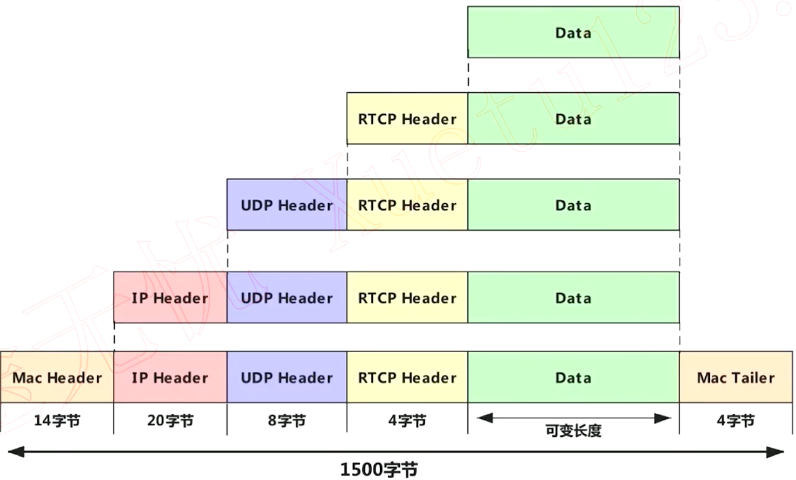 Data
RTCP Header Data
UDP Header RTCP Header Data
IP Header UDP Header RTCP Header Data
Mac Header IP Header UDP Header RTCP Header Data Mac Tailer
14字节 20字节 8字节 4字节 可变长度 4字节
1500字节